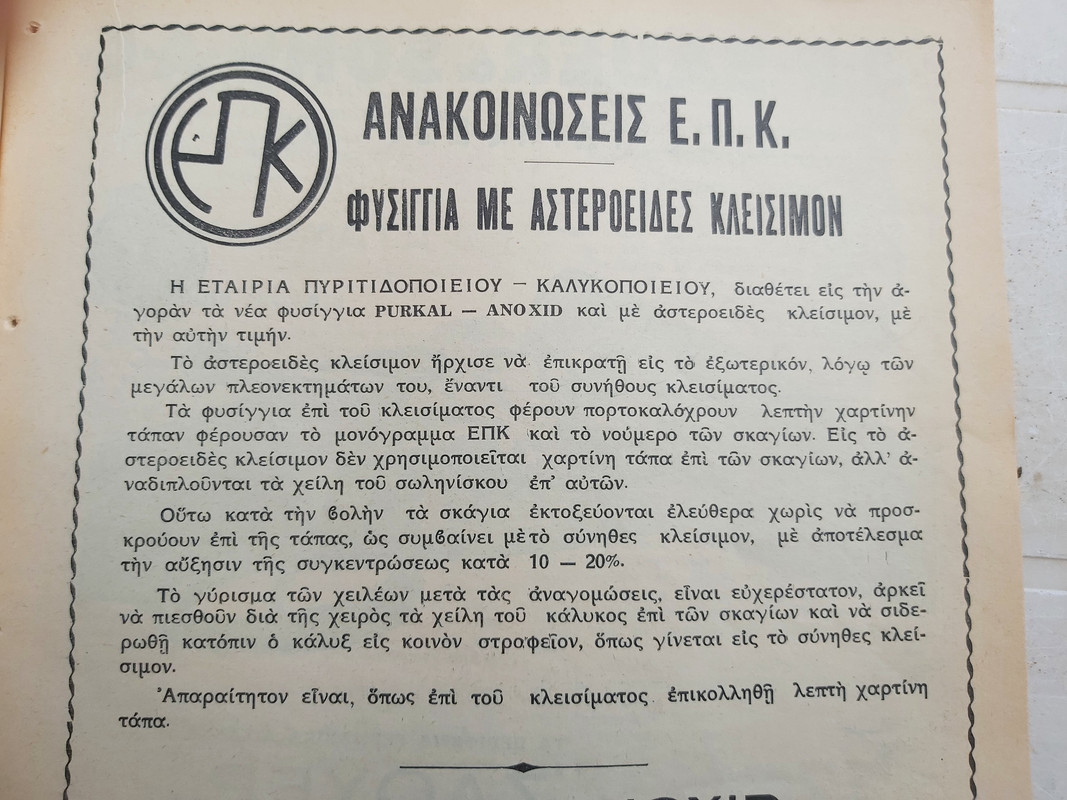 ΕΠΚ
ΑΝΑΚΟΙΝΩΣΕΙΣ Ε.Π.Κ.
ΦΥΣΙΓΓΙΑ ΜΕ ΑΣΤΕΡΟΕΙΔΕΣ ΚΛΕΙΣΙΜΟΝ
Η ΕΤΑΙΡΙΑ ΠΥΡΙΤΙΔΟΠΟΙΕΙΟΥ – ΚΑΛΥΚΟΠΟΙΕΙΟΥ, διαθέτει εἰς τὴν ἀ-
γορὰν τὰ νέα φυσίγγια PURKAL — ANOXID καὶ μὲ ἀστεροειδὲς κλείσιμον, μὲ
τὴν αὐτὴν τιμήν.
Τὸ ἀστεροειδὲς κλείσιμον ἤρχισε νὰ ἐπικρατῇ εἰς τὸ ἐξωτερικόν, λόγῳ τῶν
μεγάλων πλεονεκτημάτων του, ἔναντι τοῦ συνήθους κλεισίματος.
Τὰ φυσίγγια ἐπὶ τοῦ κλεισίματος φέρουν πορτοκαλόχρουν λεπτὴν χαρτίνην
τάπαν φέρουσαν τὸ μονόγραμμα ΕΠΚ καὶ τὸ νούμερο τῶν σκαγίων. Εἰς τὸ ἀ-
στεροειδὲς κλείσιμον δὲν χρησιμοποιεῖται χαρτίνη τάπα ἐπὶ τῶν σκαγίων, ἀλλ' ἀ-
ναδιπλοῦνται τὰ χείλη τοῦ σωληνίσκου ἐπ' αὐτῶν.
Οὕτω κατὰ τὴν βολὴν τὰ σκάγια ἐκτοξεύονται ἐλεύθερα χωρὶς νὰ προσ-
κρούουν ἐπὶ τῆς τάπας, ὡς συμβαίνει μὲ τὸ σύνηθες κλείσιμον, μὲ ἀποτέλεσμα
τὴν αὔξησιν τῆς συγκεντρώσεως κατὰ 10 — 20%.
Τὸ γύρισμα τῶν χειλέων μετὰ τὰς ἀναγομώσεις, εἶναι εὐχερέστατον, ἀρκεῖ
νὰ πιεσθοῦν διὰ τῆς χειρὸς τὰ χείλη τοῦ κάλυκος ἐπὶ τῶν σκαγίων καὶ νὰ σιδε-
ρωθῇ κατόπιν ὁ κάλυξ εἰς κοινὸν στραφεῖον, ὅπως γίνεται εἰς τὸ σύνηθες κλεί-
σιμον.
Ἀπαραίτητον εἶναι, ὅπως ἐπὶ τοῦ κλεισίματος ἐπικολληθῇ λεπτὴ χαρτίνη
τάπα.